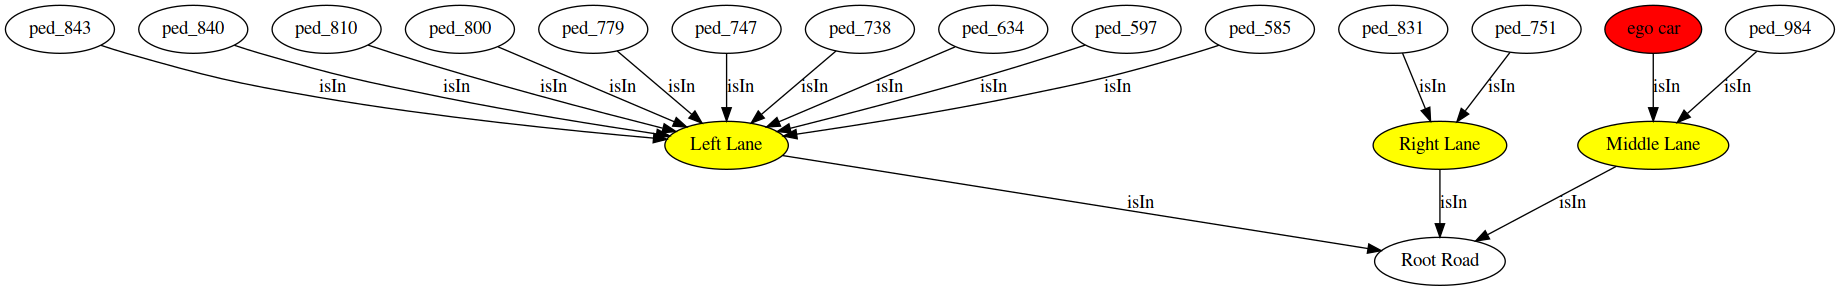 ped_843 ped_840 ped_810 ped_800 ped_779 ped_747 ped_738 ped_634 ped_597 ped_585 ped_831 ped_751 ego car ped_984
isIn isIn isIn isIn isIn isIn isIn isIn isIn isIn isIn isIn isIn isIn
Left Lane Right Lane Middle Lane
isIn isIn isIn
Root Road